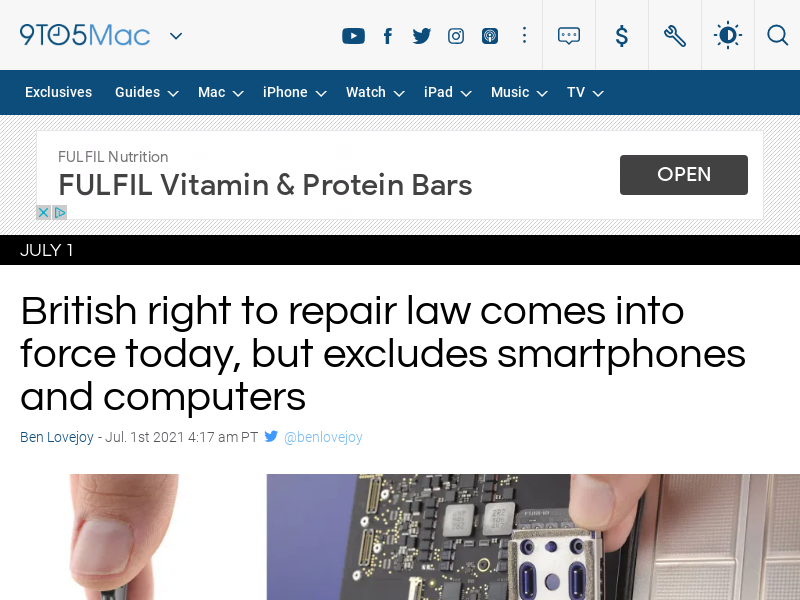 9TO5Mac
Exclusives Guides Mac iPhone Watch iPad Music TV
FULFIL Nutrition
FULFIL Vitamin & Protein Bars
OPEN
JULY 1
British right to repair law comes into
force today, but excludes smartphones
and computers
Ben Lovejoy - Jul. 1st 2021 4:17 am PT @benlovejoy